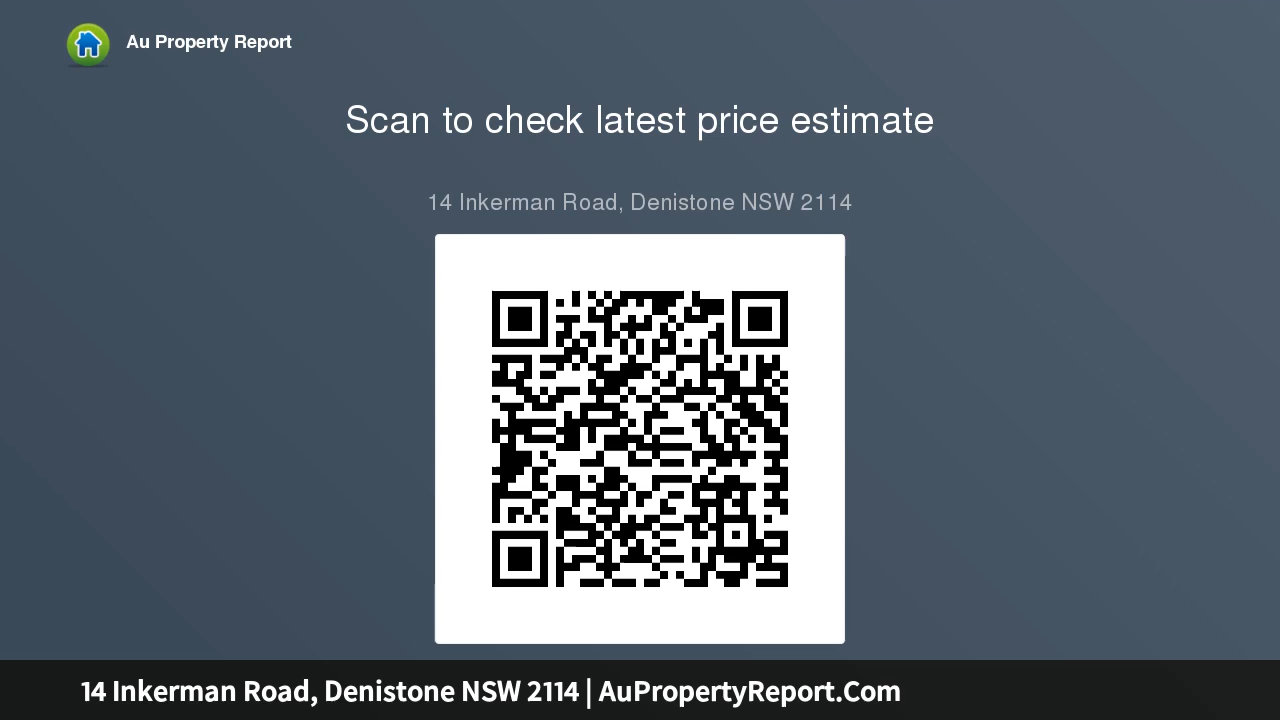 Au Property Report
Scan to check latest price estimate
14 Inkerman Road, Denistone NSW 2114
14 Inkerman Road, Denistone NSW 2114 | AuPropertyReport.Com